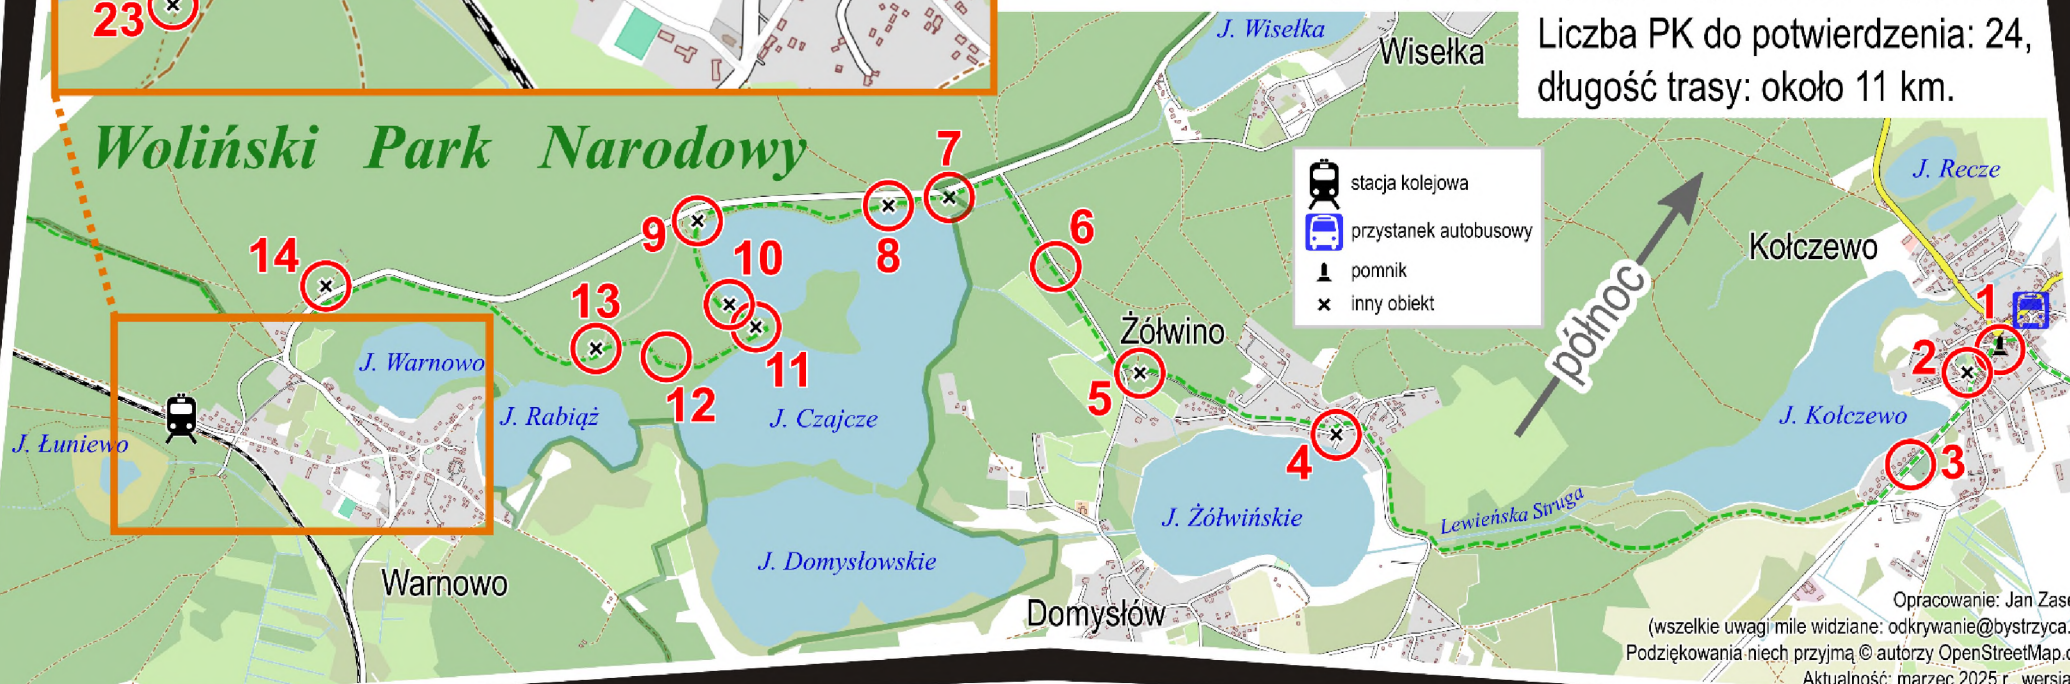 23
J. Wisełka
Wisełka
Liczba PK do potwierdzenia: 24,
długość trasy: około 11 km.
Woliński Park Narodowy
7
J. Recze
stacja kolejowa
przystanek autobusowy
pomnik
inny obiekt
północ
Kołczewo
14
9
8
6
10
13
11
12
Żółwino
1
2
5
J. Warnowo
J. Rabiąż
J. Czajcze
J. Kołczewo
J. Łuniewo
4
3
J. Żółwińskie
Lewieńska Struga
J. Domysłowskie
Warnowo
Domysłów
Opracowanie: Jan
(wszelkie uwagi mile widziane: odkrywanie@bystrzyca.
Podziękowania niech przyjmą © autorzy OpenStreetMap.
Aktualność: marzec 2025 r., wersja